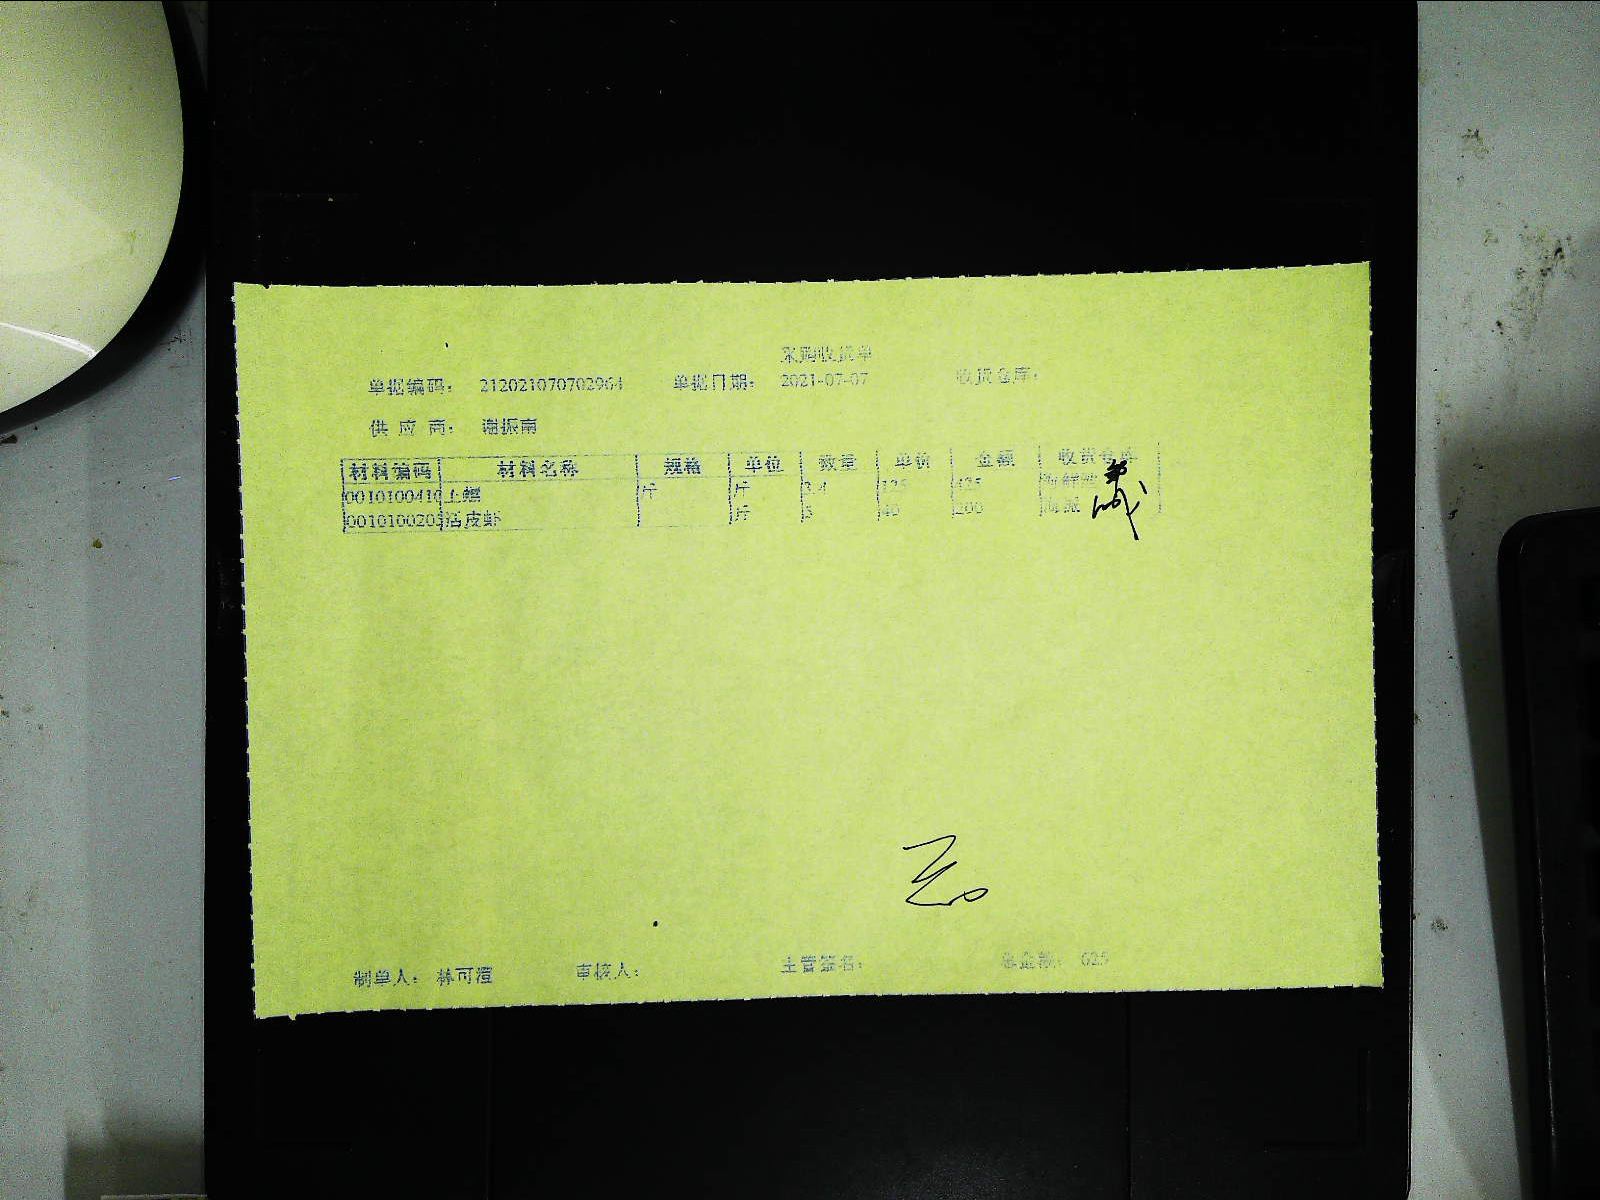 采购收货单
单据编码： 212021070702964 单据日期： 2021-07-07 收货仓库：
供 应 商： 谢振南
材料编码 材料名称 规格 单位 数量 单价 金额 收货仓库
0010100410 斤 斤 3.4 125 425 海鲜
0010100203 活皮虾 斤 5 40 200 海鲜
制单人： 林可澄 审核人： 主管签名： 总金额： 625